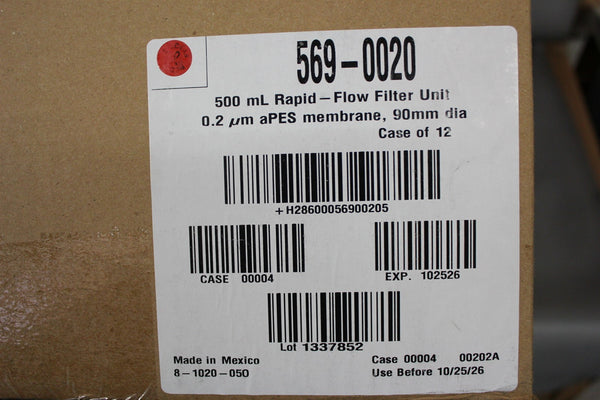 569-0020
500 mL Rapid-Flow Filter Unit
0.2 µm aPES membrane, 90mm dia
Case of 12
+H28600056900205
CASE 00004
EXP. 102526
Lot 1337852
Made in Mexico
8-1020-050
Case 00004 00202A
Use Before 10/25/26